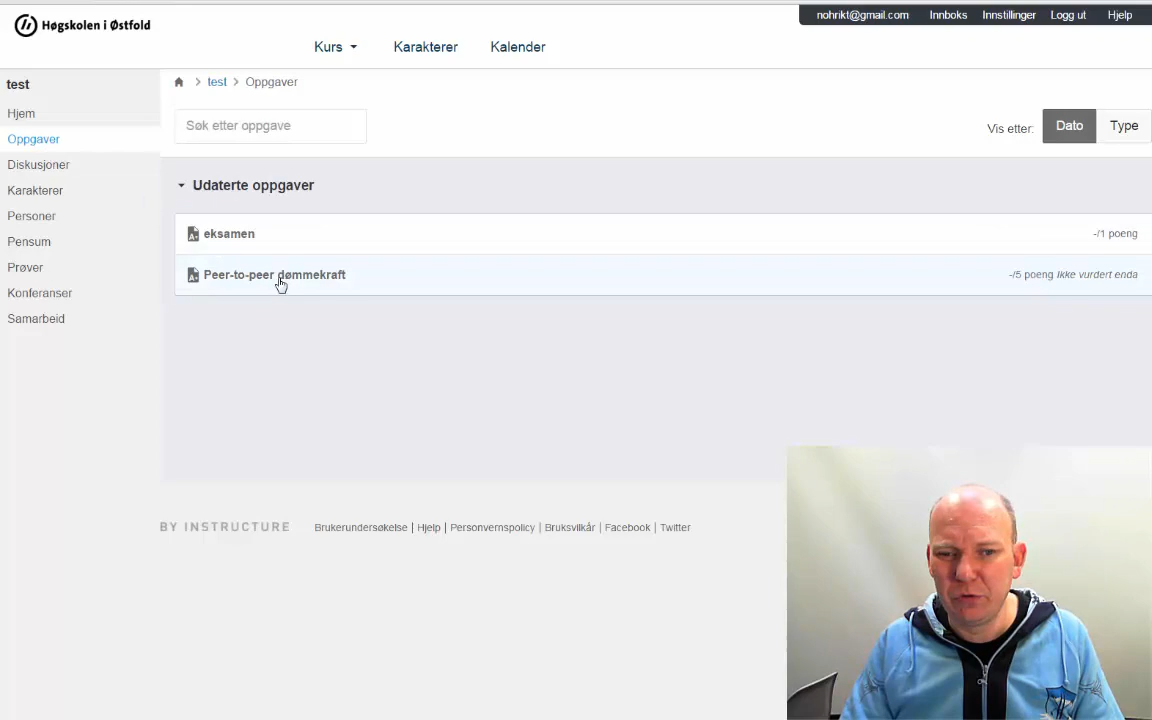 Høgskolen i Østfold
nohrikt@gmail.com Innboks Innstillinger Logg ut Hjelp
Kurs Karakterer Kalender
test
test > Oppgaver
Hjem
Oppgaver
Diskusjoner
Karakterer
Personer
Pensum
Prøver
Konferanser
Samarbeid
Søk etter oppgave
Vis etter: Dato Type
Udaterte oppgaver
eksamen -/1 poeng
Peer-to-peer dømmekraft -/5 poeng Ikke vurdert enda
BY INSTRUCTURE Brukerundersøkelse | Hjelp | Personvernspolicy | Bruksvilkår | Facebook | Twitter